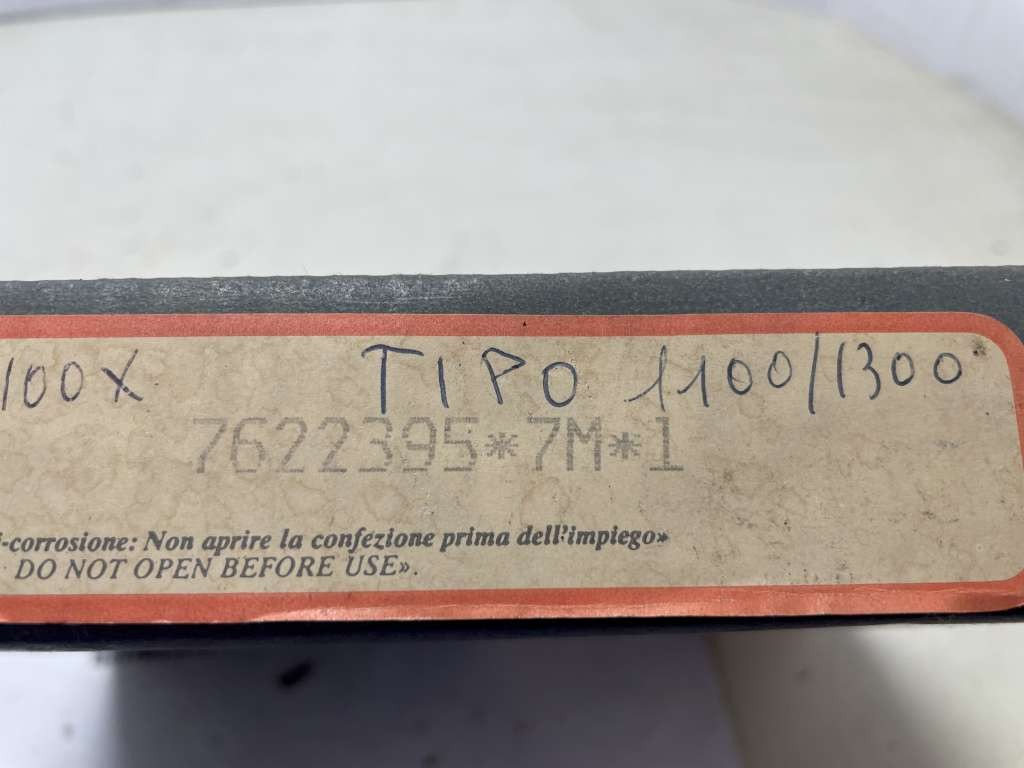 /100X TIPO 1100/1300
7622395*7M*1
-corrosione: Non aprire la confezione prima dell'impiego»
DO NOT OPEN BEFORE USE».